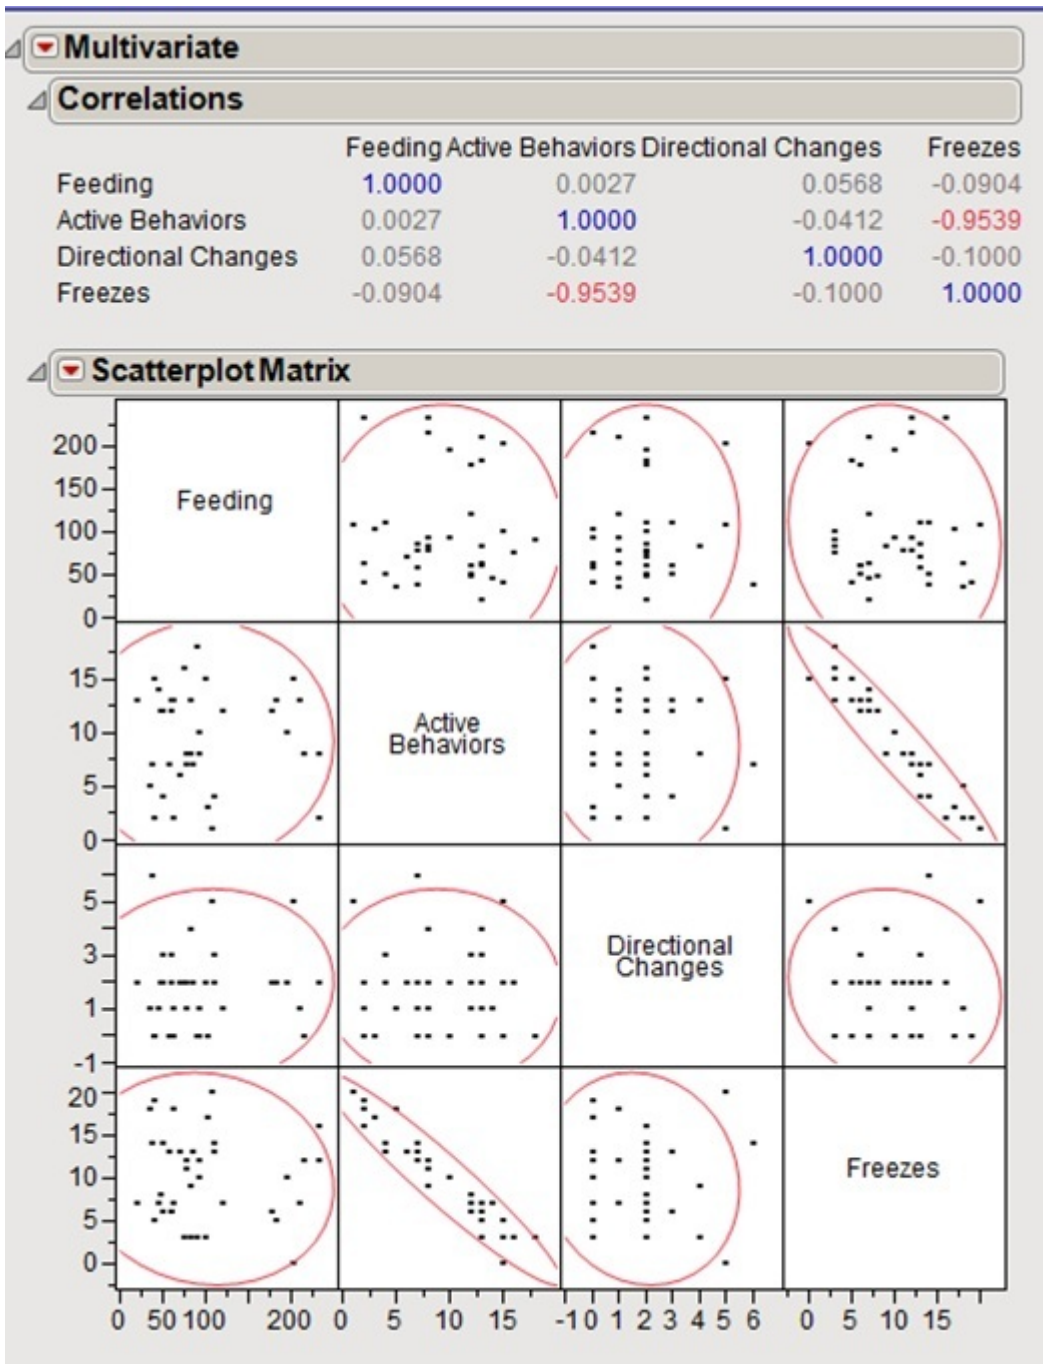 Multivariate
Correlations
Feeding Active Behaviors Directional Changes Freezes
Feeding 1.0000 0.0027 0.0568 -0.0904
Active Behaviors 0.0027 1.0000 -0.0412 -0.9539
Directional Changes 0.0568 -0.0412 1.0000 -0.1000
Freezes -0.0904 -0.9539 -0.1000 1.0000
Scatterplot Matrix
200
150
100
50
0
Feeding
15
10
5
0
Active
Behaviors
5
3
1
-1
Directional
Changes
20
15
10
5
0
Freezes
0 50 100 200 0 5 10 15 -1 0 1 2 3 4 5 6 0 5 10 15